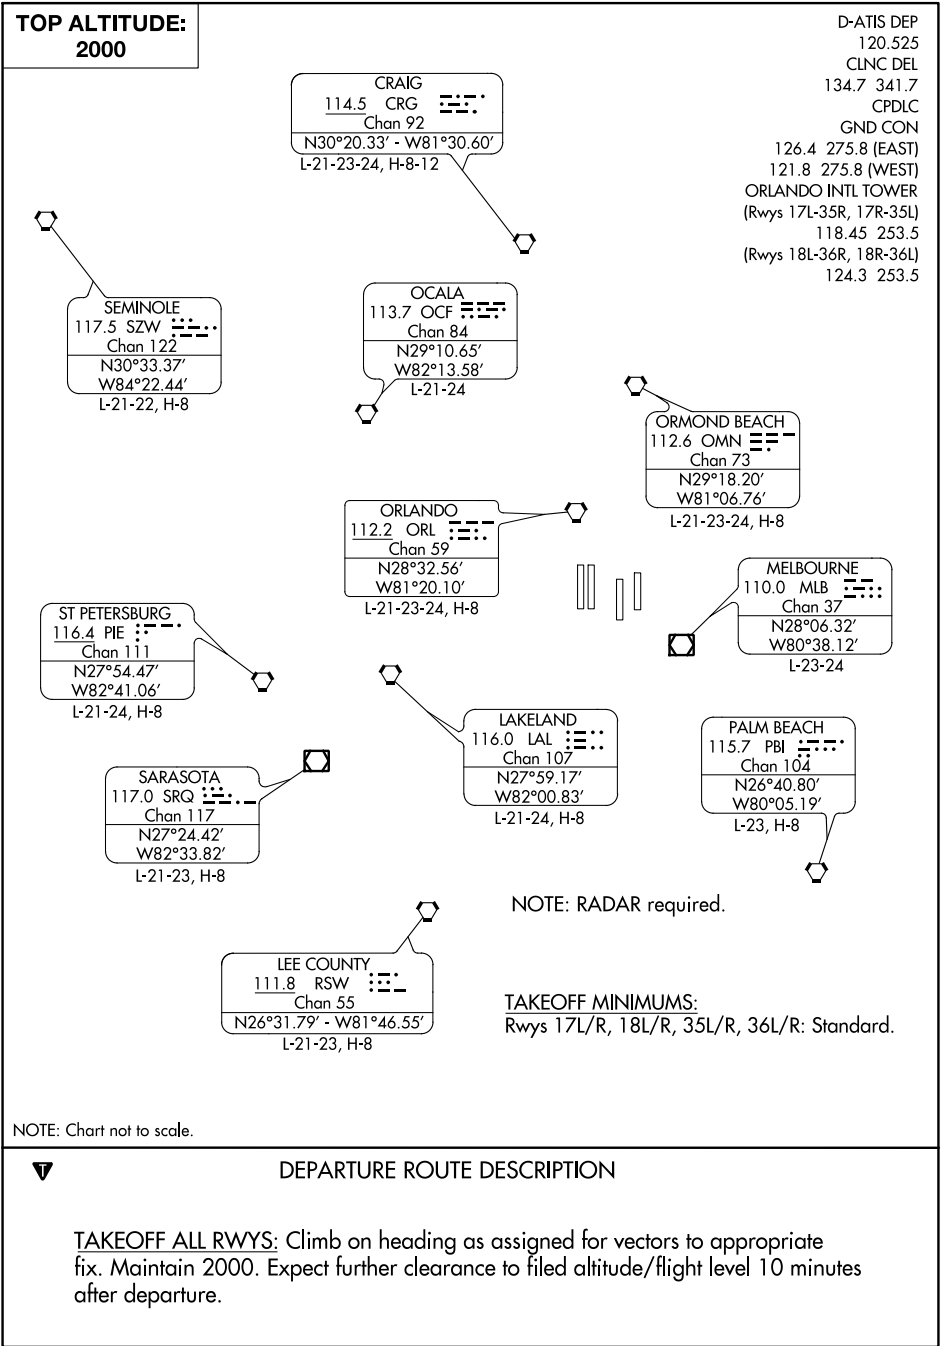 TOP ALTITUDE:
2000
D-ATIS DEP
120.525
CLNC DEL
134.7 341.7
CPDLC
GND CON
126.4 275.8 (EAST)
121.8 275.8 (WEST)
ORLANDO INTL TOWER
(Rwys 17L-35R, 17R-35L)
118.45 253.5
(Rwys 18L-36R, 18R-36L)
124.3 253.5
CRAIG
114.5 CRG
Chan 92
N30°20.33′ - W81°30.60′
L-21-23-24, H-8-12
SEMINOLE
117.5 SZW
Chan 122
N30°33.37′
W84°22.44′
L-21-22, H-8
OCALA
113.7 OCF
Chan 84
N29°10.65′
W82°13.58′
L-21-24
ORMOND BEACH
112.6 OMN
Chan 73
N29°18.20′
W81°06.76′
L-21-23-24, H-8
ORLANDO
112.2 ORL
Chan 59
N28°32.56′
W81°20.10′
L-21-23-24, H-8
MELBOURNE
110.0 MLB
Chan 37
N28°06.32′
W80°38.12′
L-23-24
ST PETERSBURG
116.4 PIE
Chan 111
N27°54.47′
W82°41.06′
L-21-24, H-8
LAKELAND
116.0 LAL
Chan 107
N27°59.17′
W82°00.83′
L-21-24, H-8
PALM BEACH
115.7 PBI
Chan 104
N26°40.80′
W80°05.19′
L-23, H-8
SARASOTA
117.0 SRQ
Chan 117
N27°24.42′
W82°33.82′
L-21-23, H-8
NOTE: RADAR required.
LEE COUNTY
111.8 RSW
Chan 55
N26°31.79′ - W81°46.55′
L-21-23, H-8
TAKEOFF MINIMUMS:
Rwys 17L/R, 18L/R, 35L/R, 36L/R: Standard.
NOTE: Chart not to scale.
T
DEPARTURE ROUTE DESCRIPTION
TAKEOFF ALL RWYS: Climb on heading as assigned for vectors to appropriate
fix. Maintain 2000. Expect further clearance to filed altitude/flight level 10 minutes
after departure.